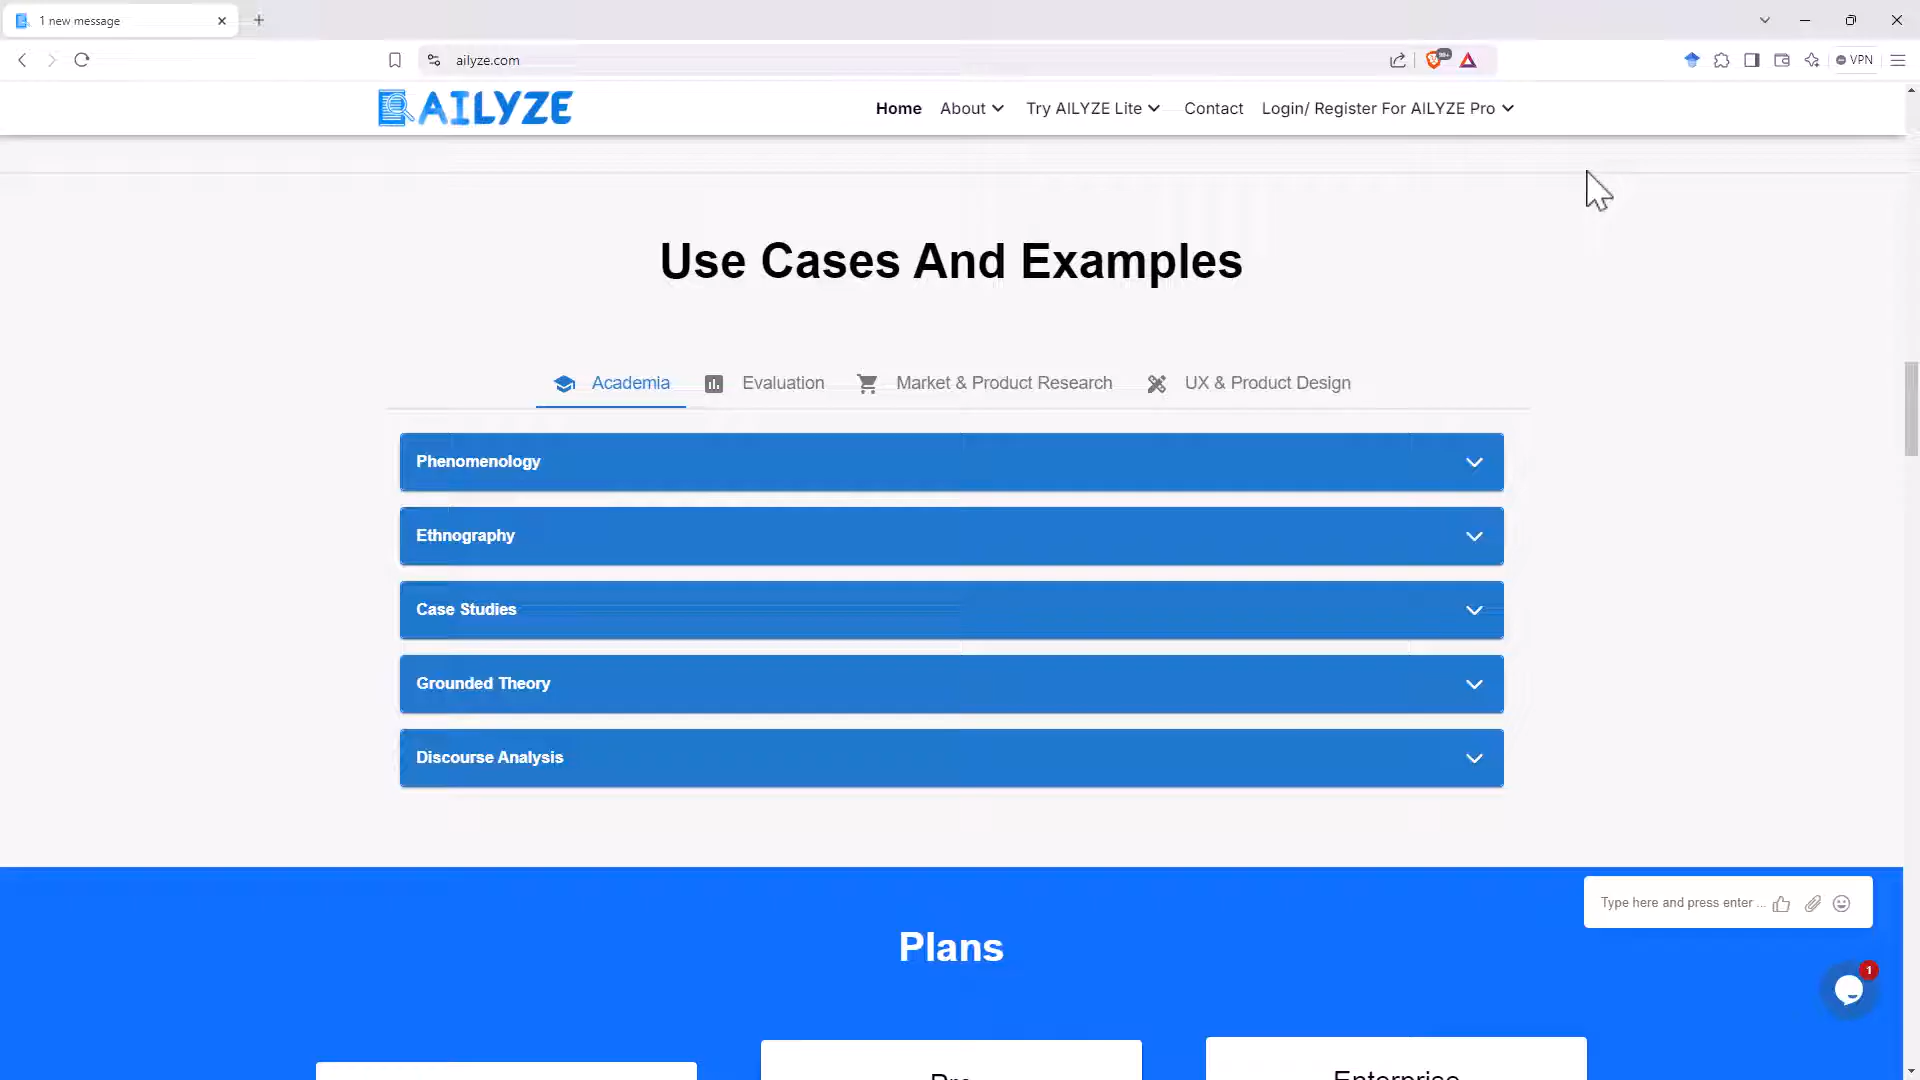 1 new message
ailyze.com
VPN
AILYZE
Home About Try AILYZE Lite Contact Login/ Register For AILYZE Pro
Use Cases And Examples
Academia Evaluation Market & Product Research UX & Product Design
Phenomenology
Ethnography
Case Studies
Grounded Theory
Discourse Analysis
Type here and press enter ...
Plans
1
Pro
Enterprise